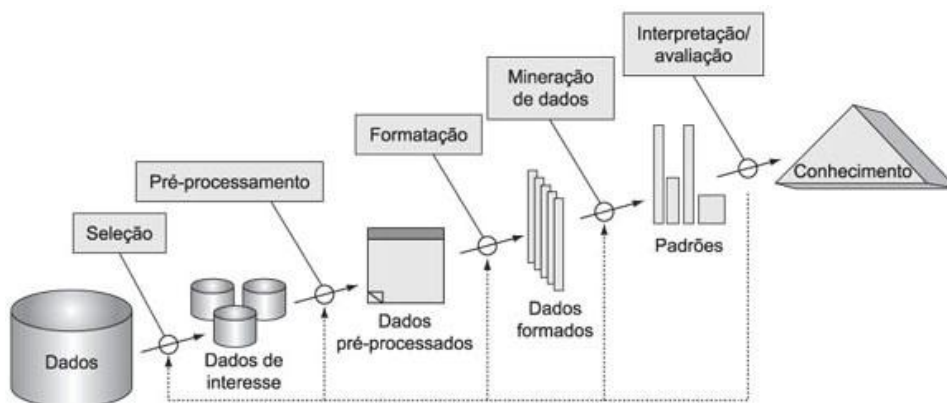 Interpretação/
avaliação
Mineração
de dados
Formatação
Pré-processamento
Seleção
Conhecimento
Padrões
Dados
formados
Dados
pré-processados
Dados de
interesse
Dados